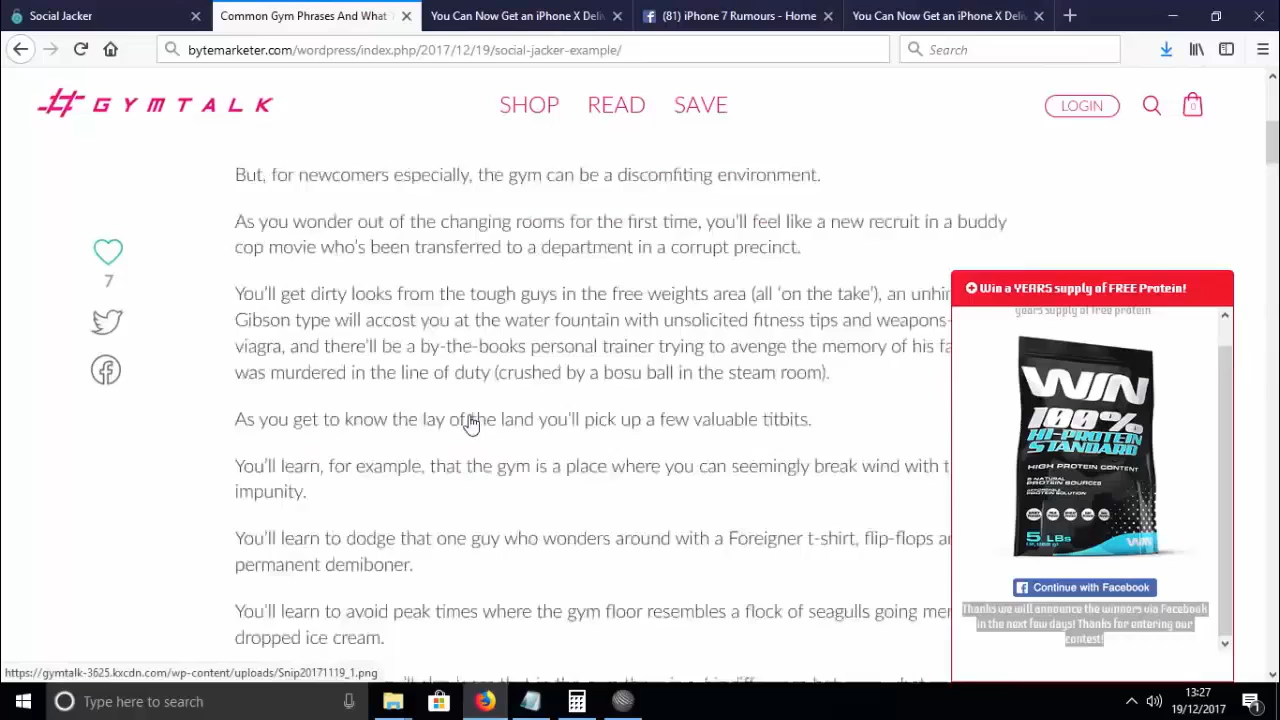 Social Jacker
Common Gym Phrases And What T
You Can Now Get an iPhone X Deli
(81) iPhone 7 Rumours - Home
You Can Now Get an iPhone X Deli
bytemarketer.com/wordpress/index.php/2017/12/19/social-jacker-example/
Search
GYMTALK
SHOP READ SAVE
LOGIN
0
But, for newcomers especially, the gym can be a discomfiting environment.
As you wonder out of the changing rooms for the first time, you'll feel like a new recruit in a buddy
cop movie who's been transferred to a department in a corrupt precinct.
7
You'll get dirty looks from the tough guys in the free weights area (all 'on the take'), an unhin
Gibson type will accost you at the water fountain with unsolicited fitness tips and weapons-
viagra, and there'll be a by-the-books personal trainer trying to avenge the memory of his fa
was murdered in the line of duty (crushed by a bosu ball in the steam room).
As you get to know the lay of the land you'll pick up a few valuable titbits.
You'll learn, for example, that the gym is a place where you can seemingly break wind with t
impunity.
You'll learn to dodge that one guy who wonders around with a Foreigner t-shirt, flip-flops an
permanent demiboner.
You'll learn to avoid peak times where the gym floor resembles a flock of seagulls going men
dropped ice cream.
Win a YEARS supply of FREE Protein!
years supply of free protein
WIN
100%
HI-PROTEIN
STANDARD
HIGH PROTEIN CONTENT
5 LBs
WIN
Continue with Facebook
Thanks we will announce the winners via Facebook
in the next few days! Thanks for entering our
contest!
https://gymtalk-3625.kxcdn.com/wp-content/uploads/Snip20171119_1.png
Type here to search
13:27
19/12/2017
1